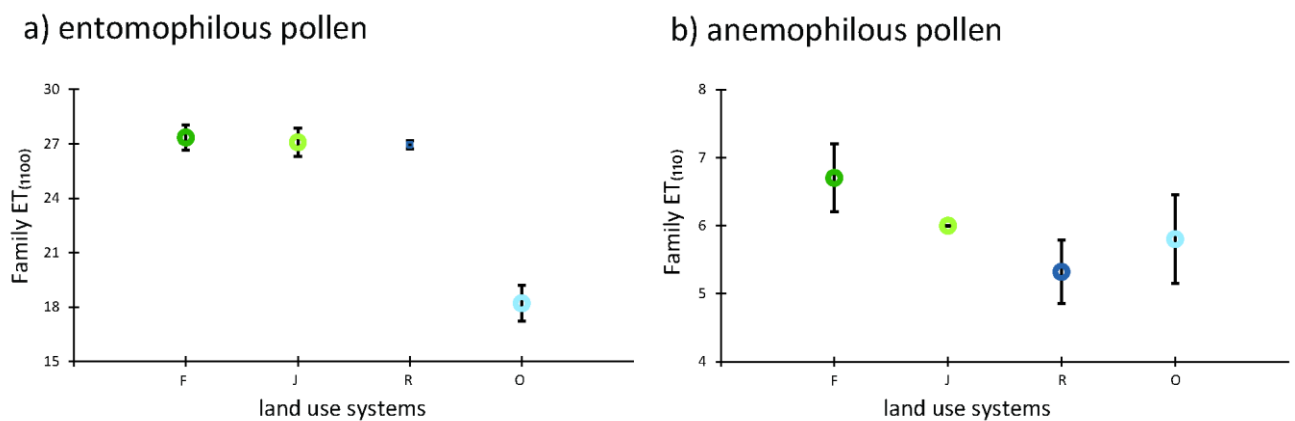 a) entomophilous pollen
Family ET(1100)
30
27
24
21
18
15
F J R O
land use systems
b) anemophilous pollen
Family ET(110)
8
7
6
5
4
F J R O
land use systems